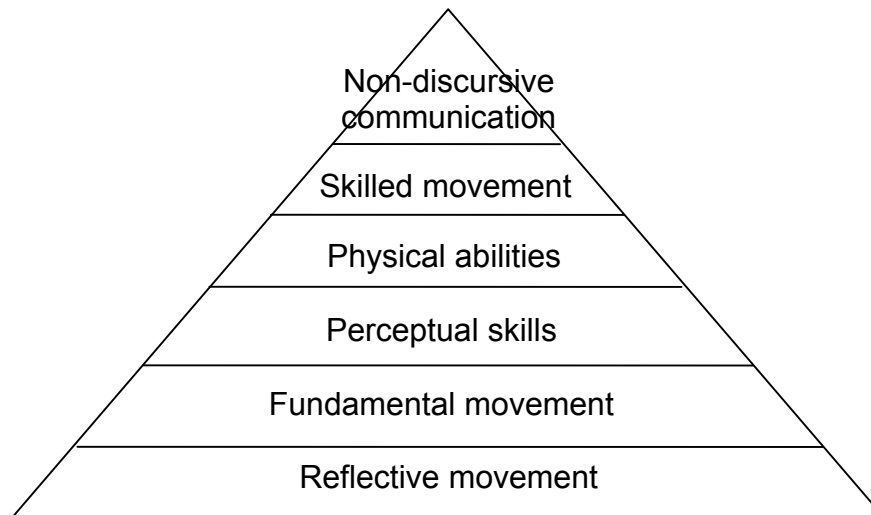 Non-discursive
communication
Skilled movement
Physical abilities
Perceptual skills
Fundamental movement
Reflective movement